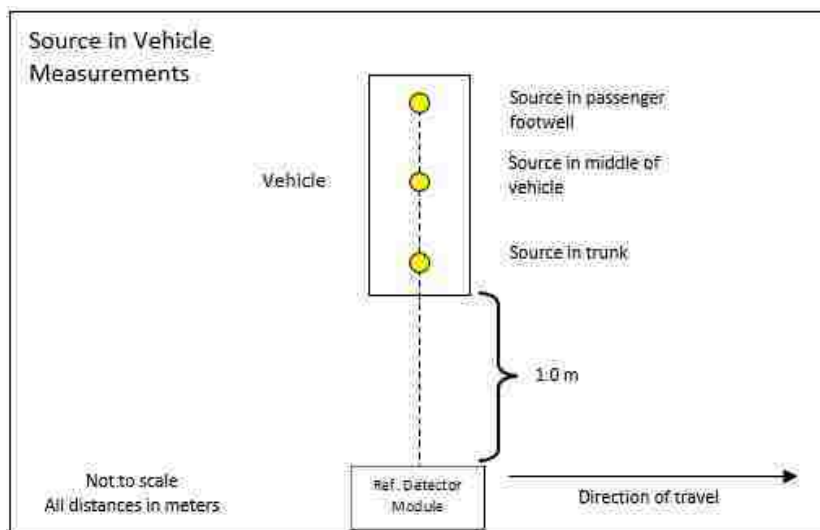 Source in Vehicle
Measurements
Source in passenger
footwell
Source in middle of
vehicle
Vehicle
Source in trunk
1.0 m
Not to scale
All distances in meters
Ref. Detector
Module
Direction of travel